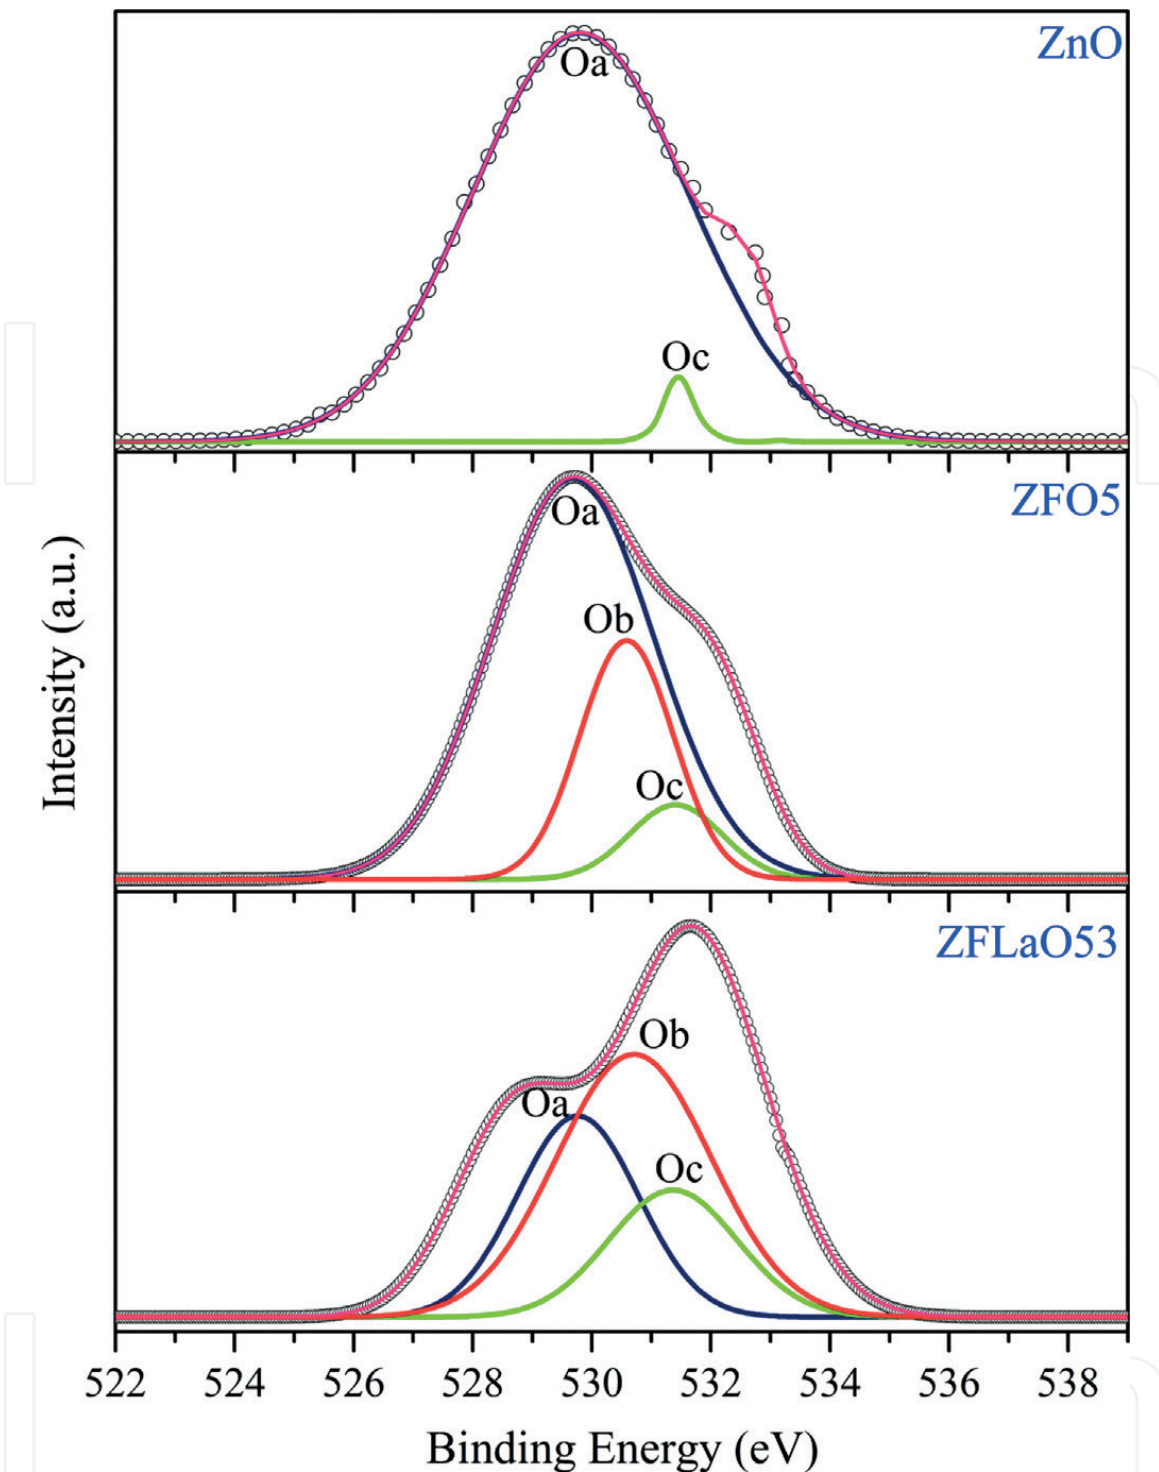 ZnO
Oa
Oc
ZFO5
Oa
Ob
Oc
Intensity (a.u.)
ZFLaO53
Ob
Oa
Oc
522 524 526 528 530 532 534 536 538
Binding Energy (eV)